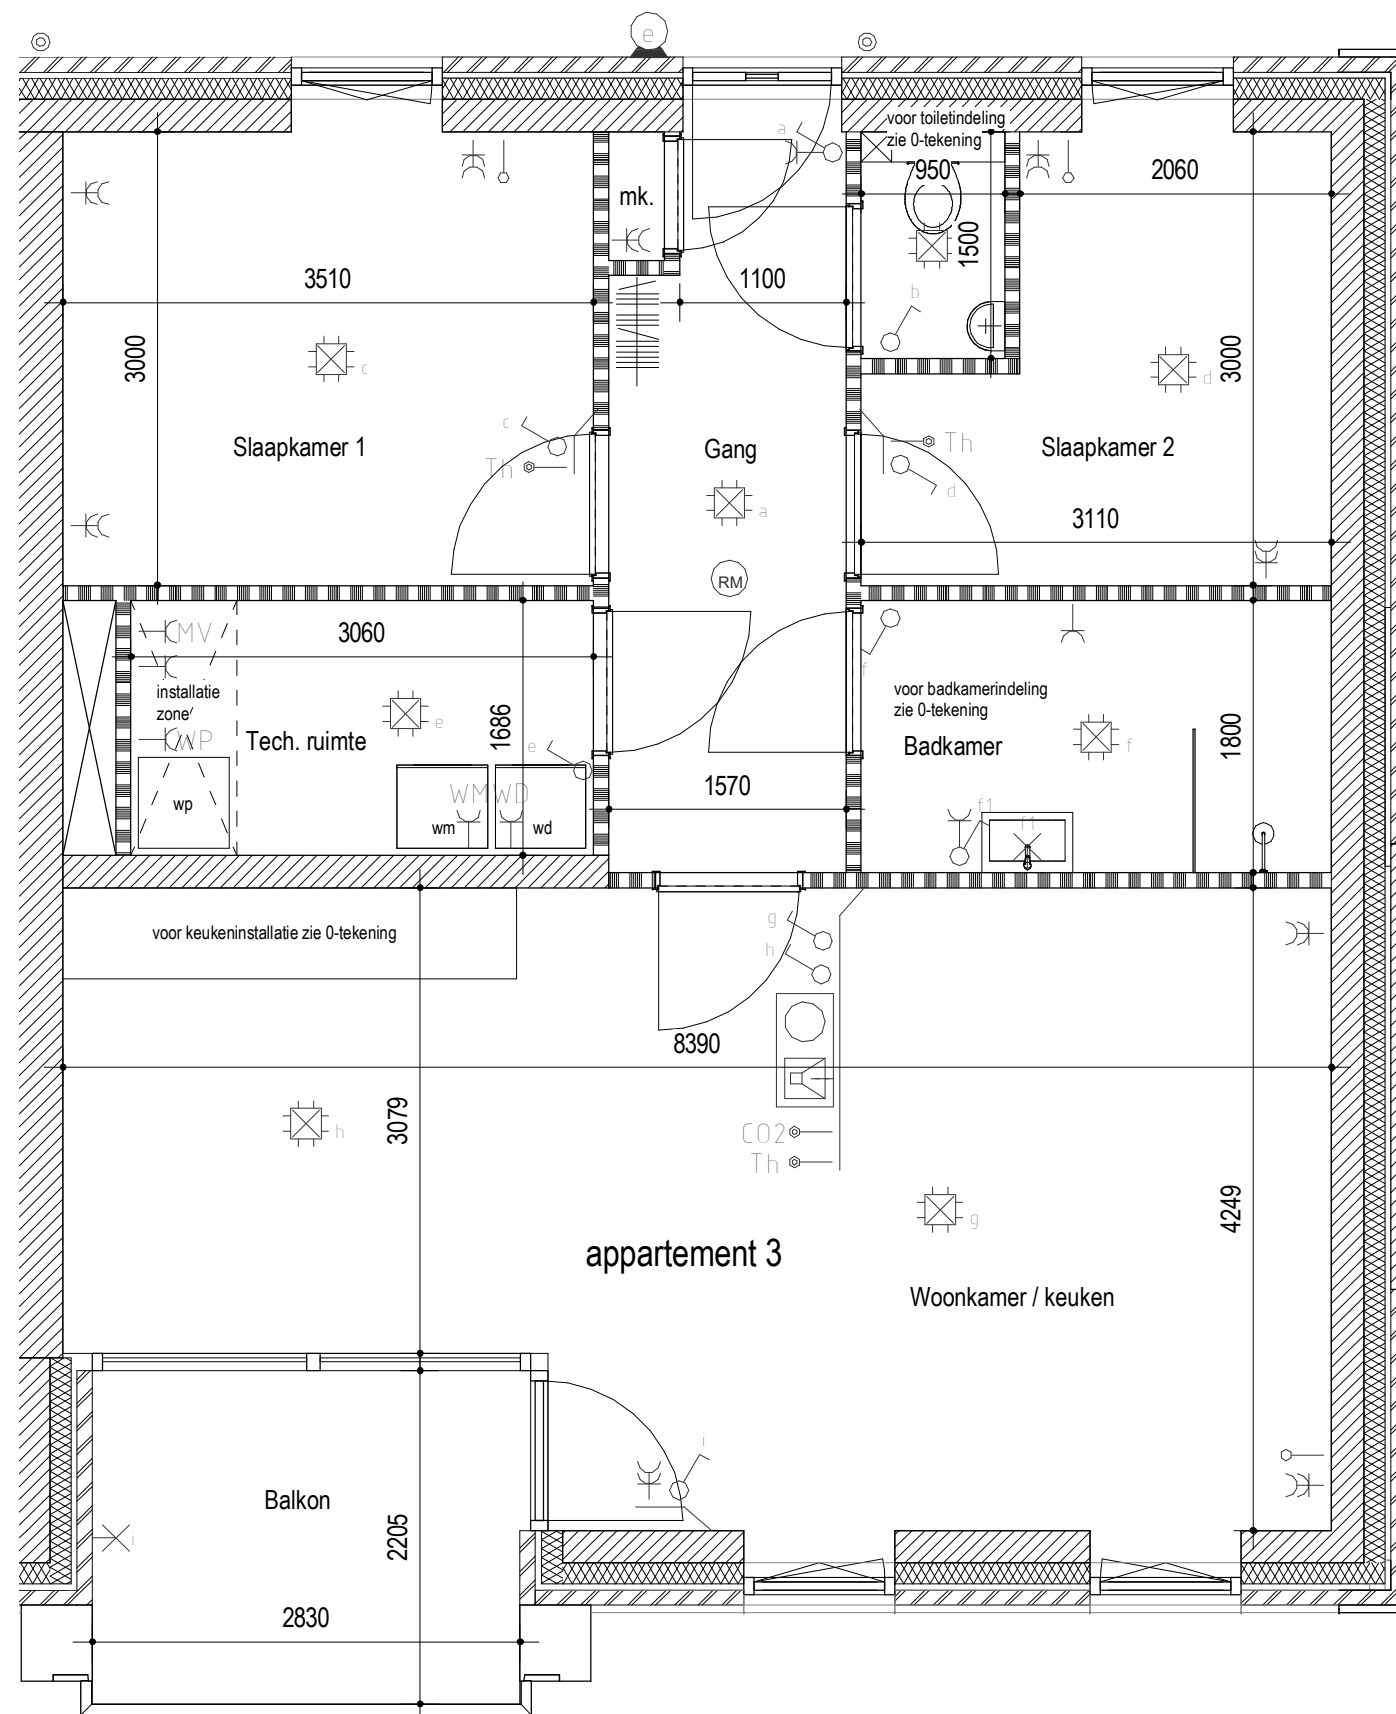 e
a
voor toiletindeling
zie 0-tekening
950
2060
mk.
1500
3510
1100
b
3000
c
d
3000
c
Slaapkamer 1
Th
Gang
Th
Slaapkamer 2
d
a
3110
RM
MV
3060
f
installatie
zone
voor badkamerindeling
zie 0-tekening
e
1686
WP
Tech. ruimte
e
Badkamer
f
1800
1570
wp
WM
WD
wm
wd
f1
f1
voor keukeninstallatie zie 0-tekening
g
h
8390
3079
h
CO2
Th
4249
g
appartement 3
Woonkamer / keuken
i
Balkon
2205
i
2830